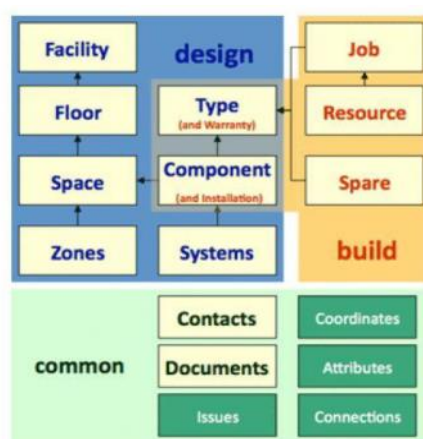 Facility
design
Job
Floor
Type
(and Warranty)
Resource
Space
Component
(and Installation)
Spare
Zones
Systems
build
Contacts
Coordinates
common
Documents
Attributes
Issues
Connections